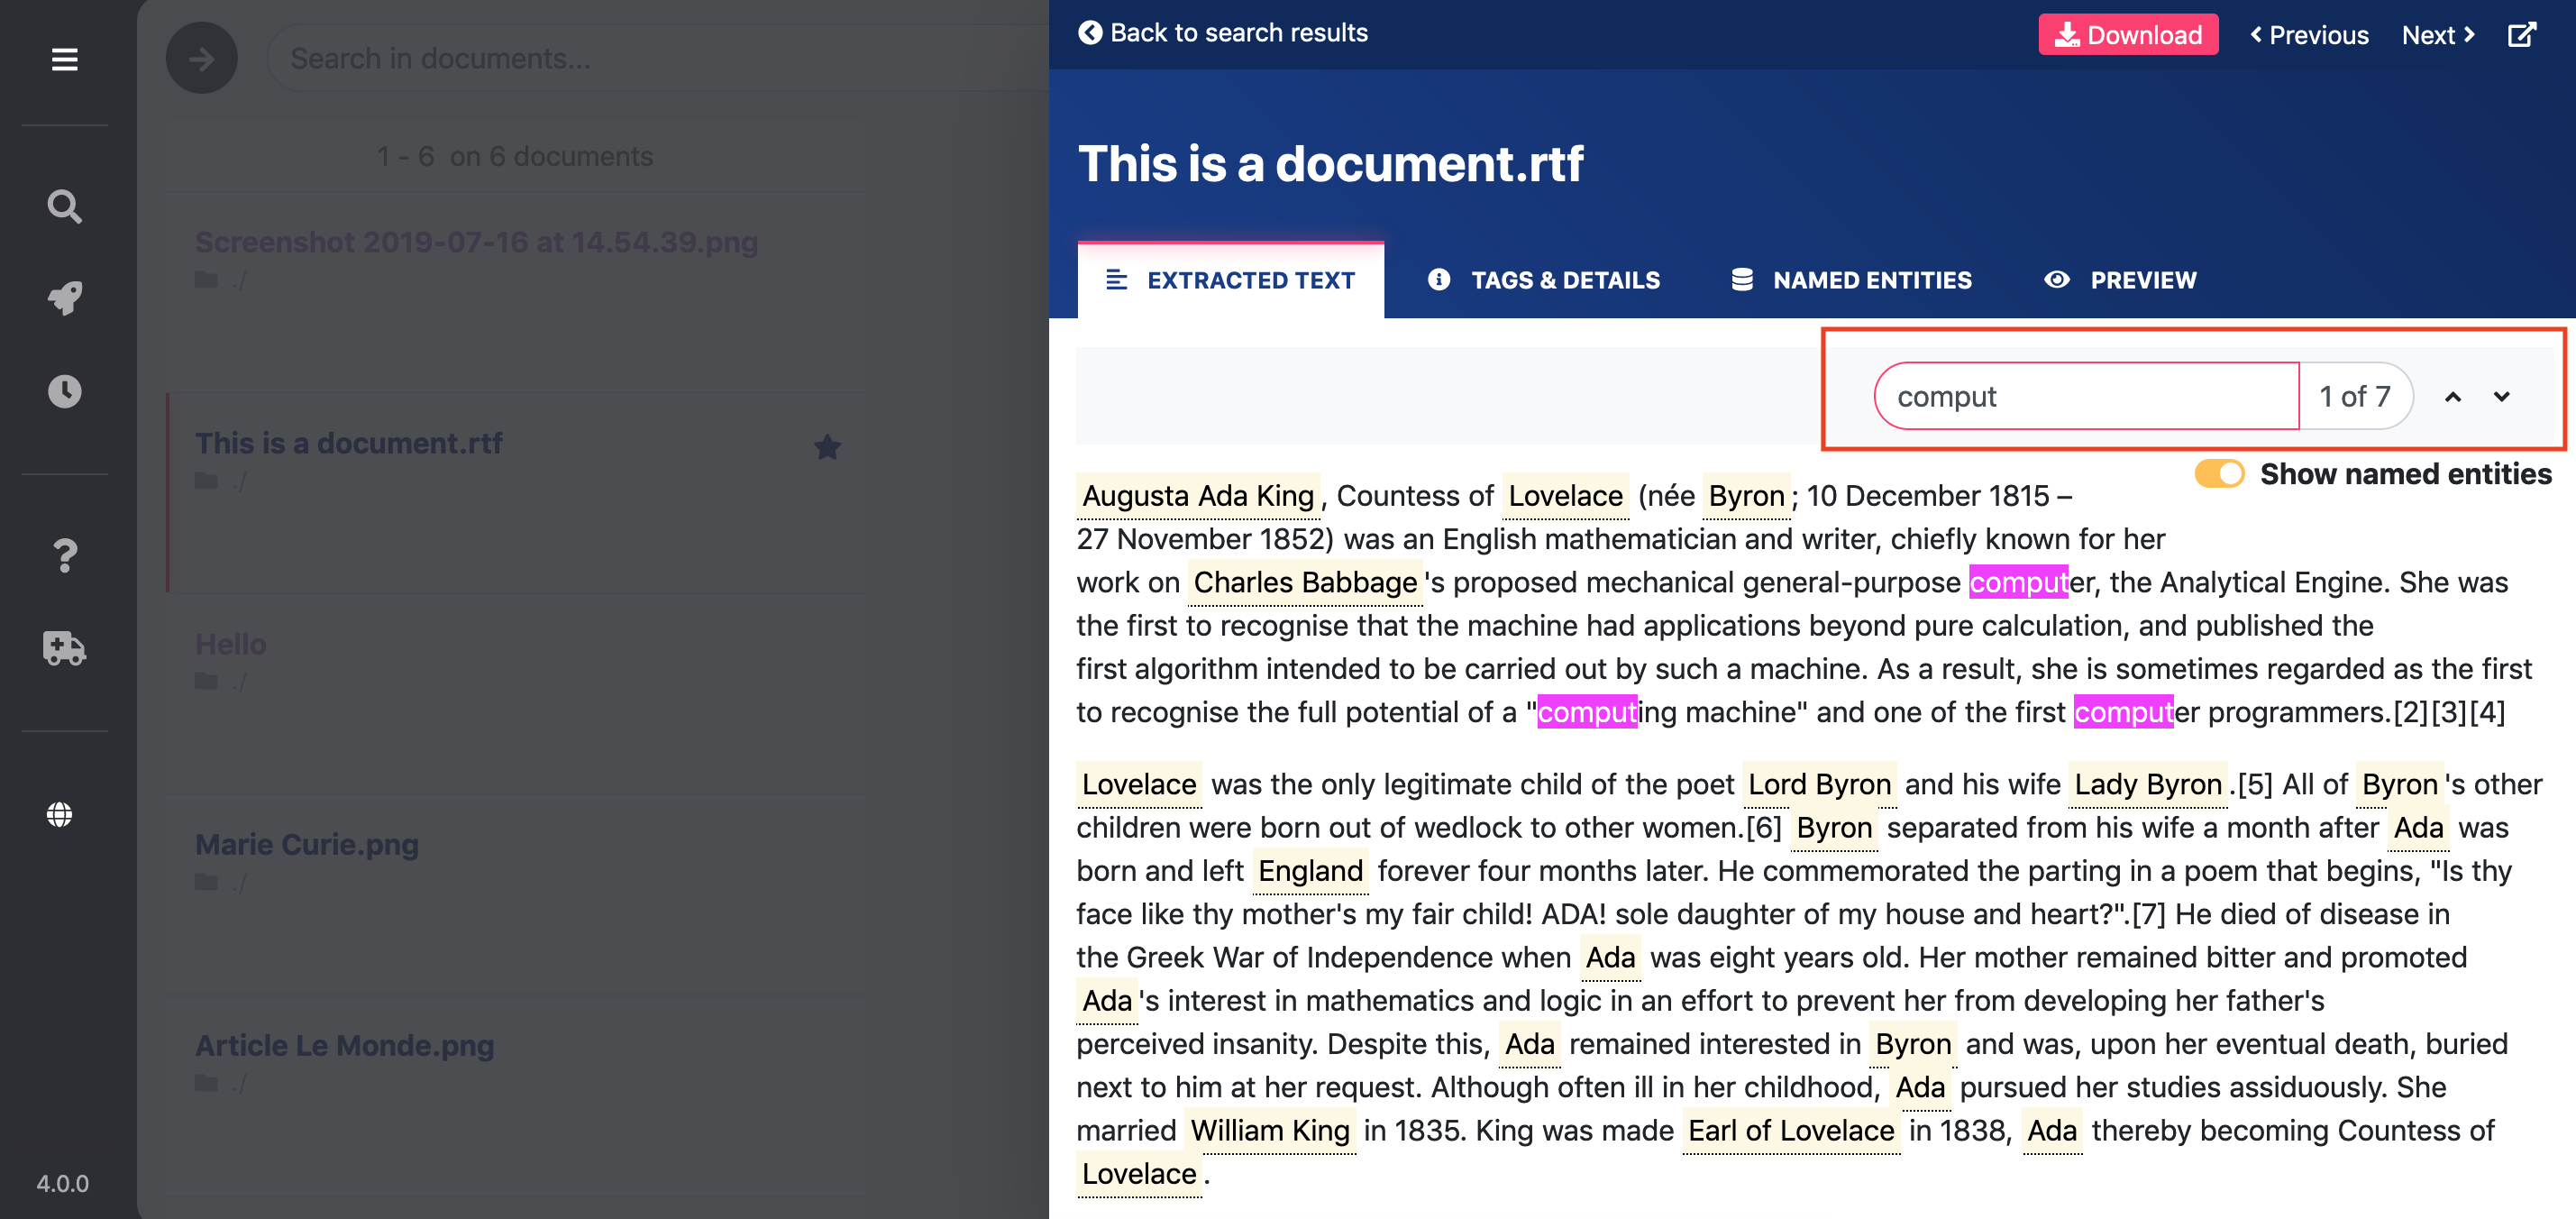 Search in documents...
1 - 6 on 6 documents
Screenshot 2019-07-16 at 14.54.39.png
./
This is a document.rtf
./
Hello
./
Marie Curie.png
./
Article Le Monde.png
./
4.0.0
Back to search results
Download
Previous
Next
This is a document.rtf
EXTRACTED TEXT
TAGS & DETAILS
NAMED ENTITIES
PREVIEW
comput
1 of 7
Show named entities
Augusta Ada King, Countess of Lovelace (née Byron; 10 December 1815 –
27 November 1852) was an English mathematician and writer, chiefly known for her
work on Charles Babbage's proposed mechanical general-purpose computer, the Analytical Engine. She was
the first to recognise that the machine had applications beyond pure calculation, and published the
first algorithm intended to be carried out by such a machine. As a result, she is sometimes regarded as the first
to recognise the full potential of a "computing machine" and one of the first computer programmers.[2][3][4]
Lovelace was the only legitimate child of the poet Lord Byron and his wife Lady Byron.[5] All of Byron's other
children were born out of wedlock to other women.[6] Byron separated from his wife a month after Ada was
born and left England forever four months later. He commemorated the parting in a poem that begins, "Is thy
face like thy mother's my fair child! ADA! sole daughter of my house and heart?".[7] He died of disease in
the Greek War of Independence when Ada was eight years old. Her mother remained bitter and promoted
Ada's interest in mathematics and logic in an effort to prevent her from developing her father's
perceived insanity. Despite this, Ada remained interested in Byron and was, upon her eventual death, buried
next to him at her request. Although often ill in her childhood, Ada pursued her studies assiduously. She
married William King in 1835. King was made Earl of Lovelace in 1838, Ada thereby becoming Countess of
Lovelace.